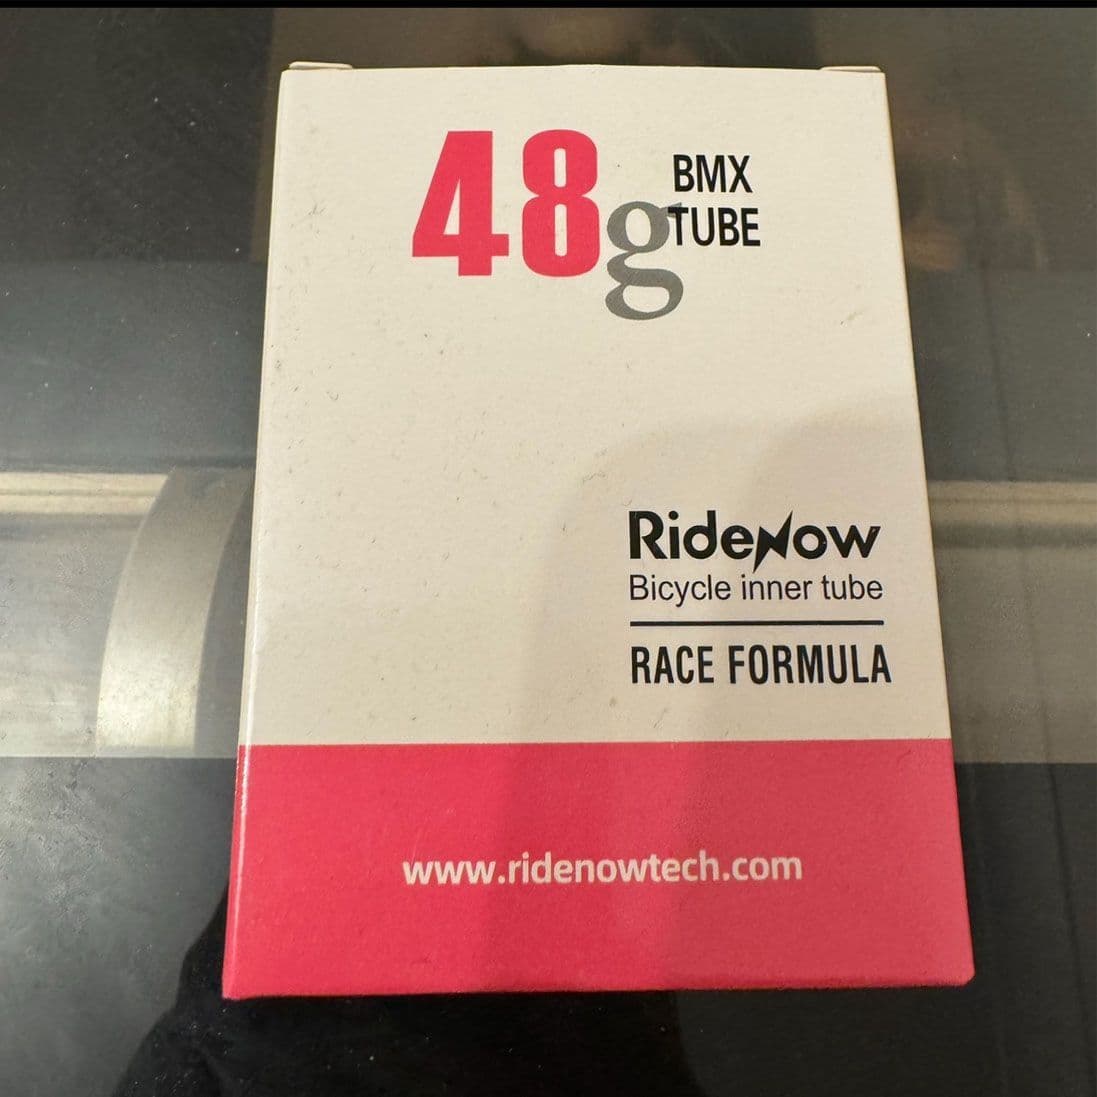 48g
BMX
TUBE
RideNow
Bicycle inner tube
RACE FORMULA
www.ridenowtech.com